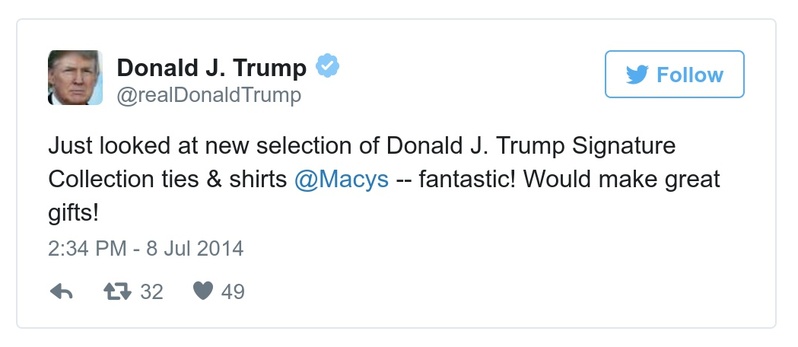 Donald J. Trump
@realDonaldTrump
Follow
Just looked at new selection of Donald J. Trump Signature
Collection ties & shirts @Macys -- fantastic! Would make great
gifts!
2:34 PM - 8 Jul 2014
32 49